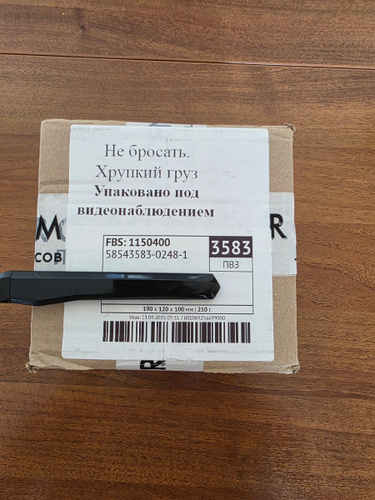 Не бросать.
Хрупкий груз
Упаковано под
видеонаблюдением
M
R
СОВ
FBS: 1150400
58543583-0248-1
3583
ПВЗ
190 x 120 x 100 мм | 250 г.
R